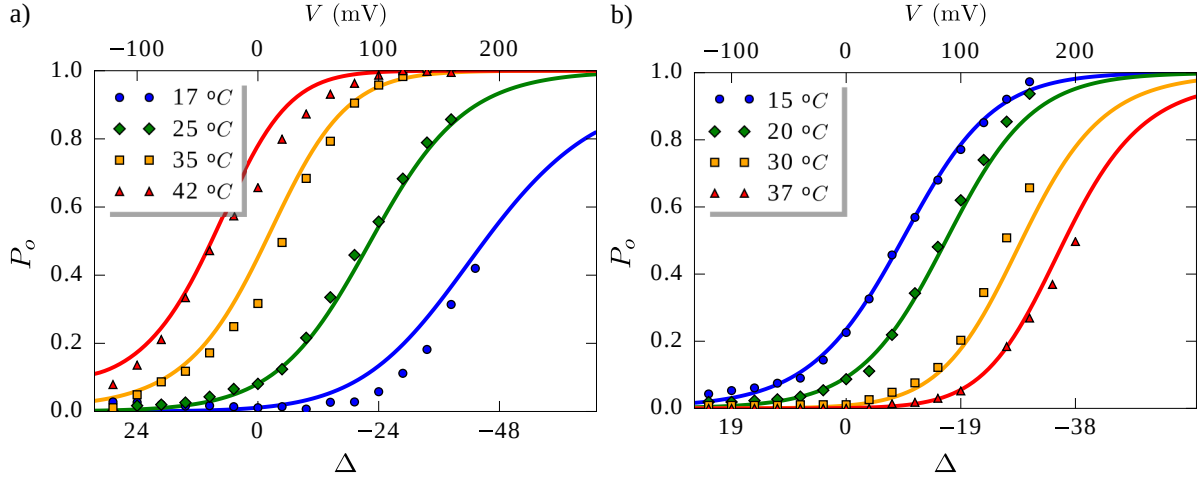 a)
V (mV)
−100 0 100 200
1.0
0.8
0.6
0.4
0.2
0.0
P_o
17 °C
25 °C
35 °C
42 °C
24 0 −24 −48
Δ
b)
V (mV)
−100 0 100 200
1.0
0.8
0.6
0.4
0.2
0.0
P_o
15 °C
20 °C
30 °C
37 °C
19 0 −19 −38
Δ